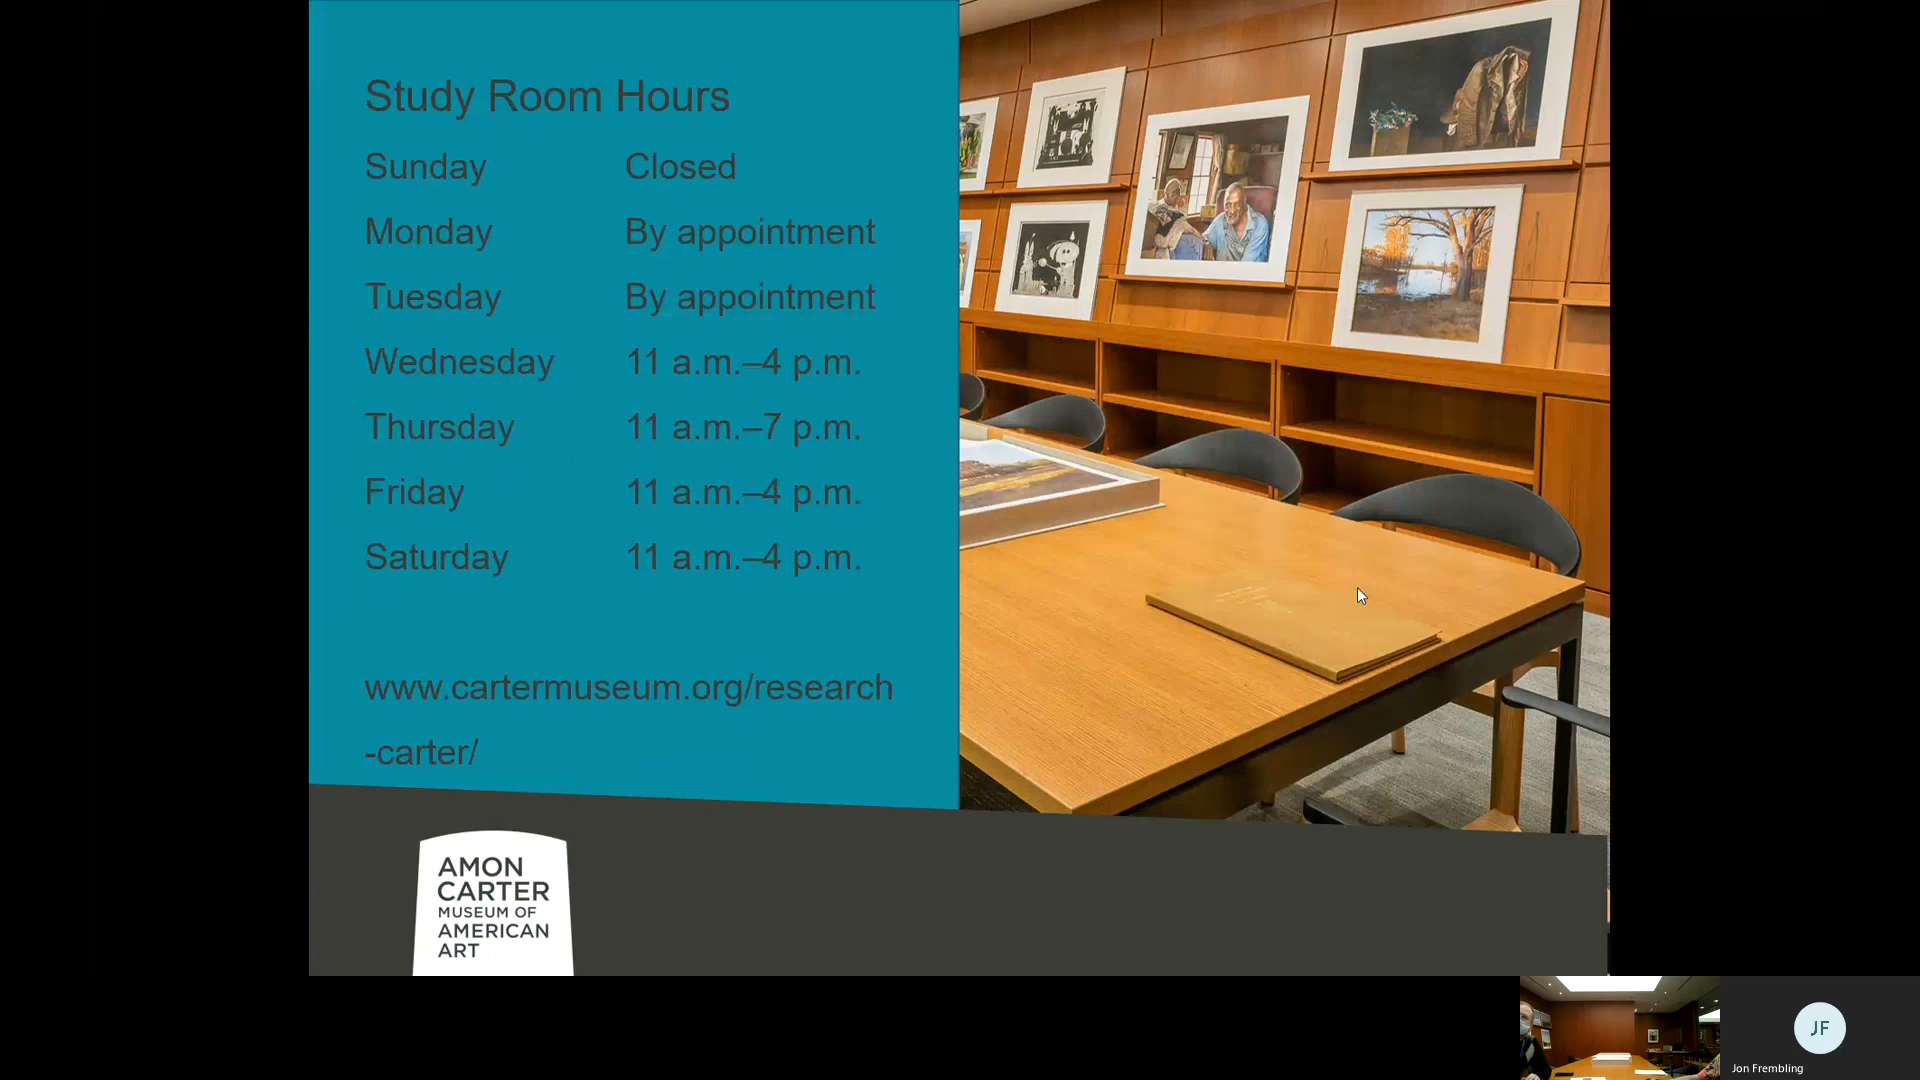 Study Room Hours
Sunday Closed
Monday By appointment
Tuesday By appointment
Wednesday 11 a.m.–4 p.m.
Thursday 11 a.m.–7 p.m.
Friday 11 a.m.–4 p.m.
Saturday 11 a.m.–4 p.m.
www.cartermuseum.org/research
-carter/
AMON
CARTER
MUSEUM OF
AMERICAN
ART
JF
Jon Frembling